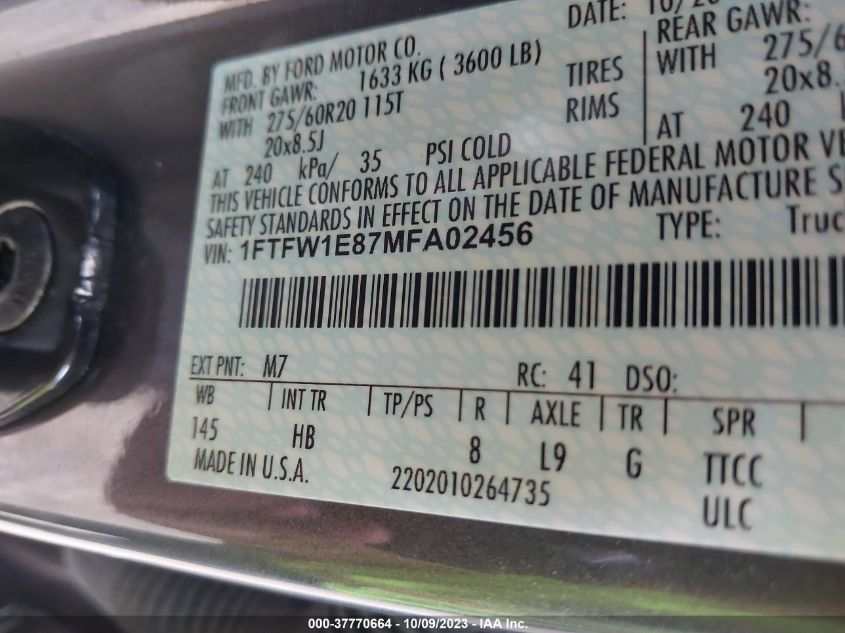 DATE: 10/20
MFD. BY FORD MOTOR CO.
FRONT GAWR: 1633 KG ( 3600 LB)
REAR GAWR:
WITH 275/60R20 115T TIRES WITH 275/6
20x8.5J RIMS 20x8.
AT 240 kPa/ 35 PSI COLD AT 240
THIS VEHICLE CONFORMS TO ALL APPLICABLE FEDERAL MOTOR VE
SAFETY STANDARDS IN EFFECT ON THE DATE OF MANUFACTURE S
VIN: 1FTFW1E87MFA02456 TYPE: Truc
EXT PNT: M7 RC: 41 DSO:
WB INT TR TP/PS R AXLE TR SPR
145 HB 8 L9 G TTCC
MADE IN U.S.A. 2202010264735 ULC
000-37770664 - 10/09/2023 - IAA Inc.